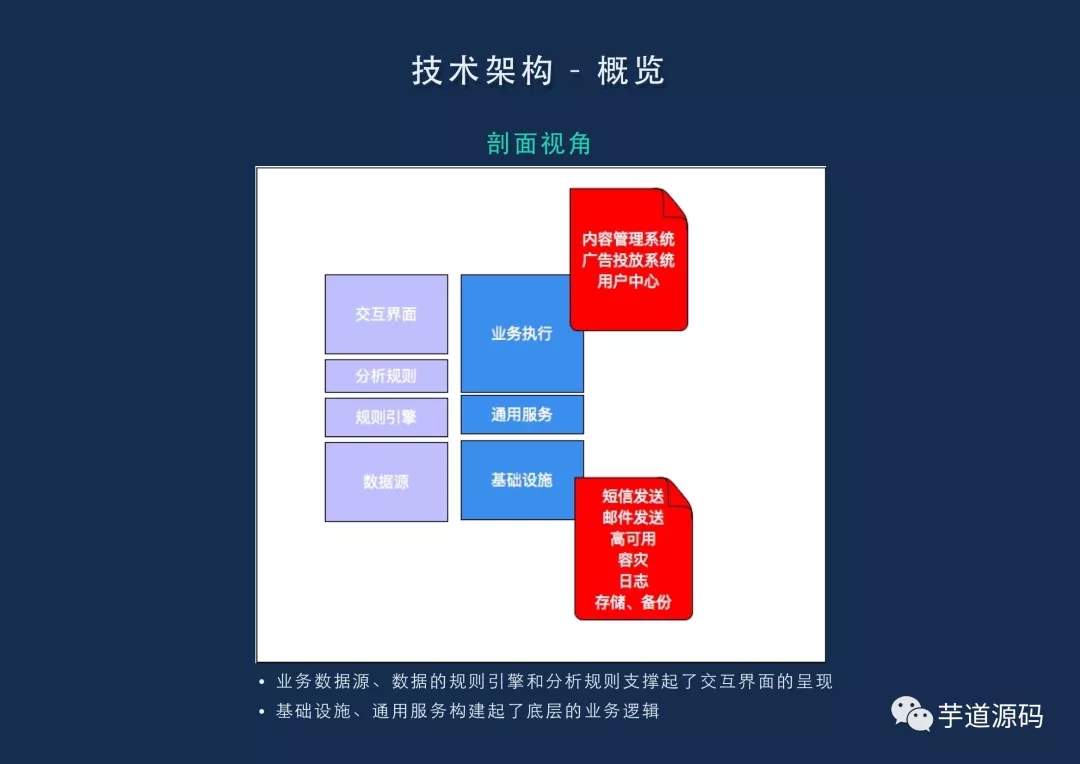 技术架构 - 概览
剖面视角
内容管理系统
广告投放系统
用户中心
交互界面
业务执行
分析规则
规则引擎
通用服务
数据源
基础设施
短信发送
邮件发送
高可用
容灾
日志
存储、备份
• 业务数据源、数据的规则引擎和分析规则支撑起了交互界面的呈现
• 基础设施、通用服务构建起了底层的业务逻辑
芋道源码